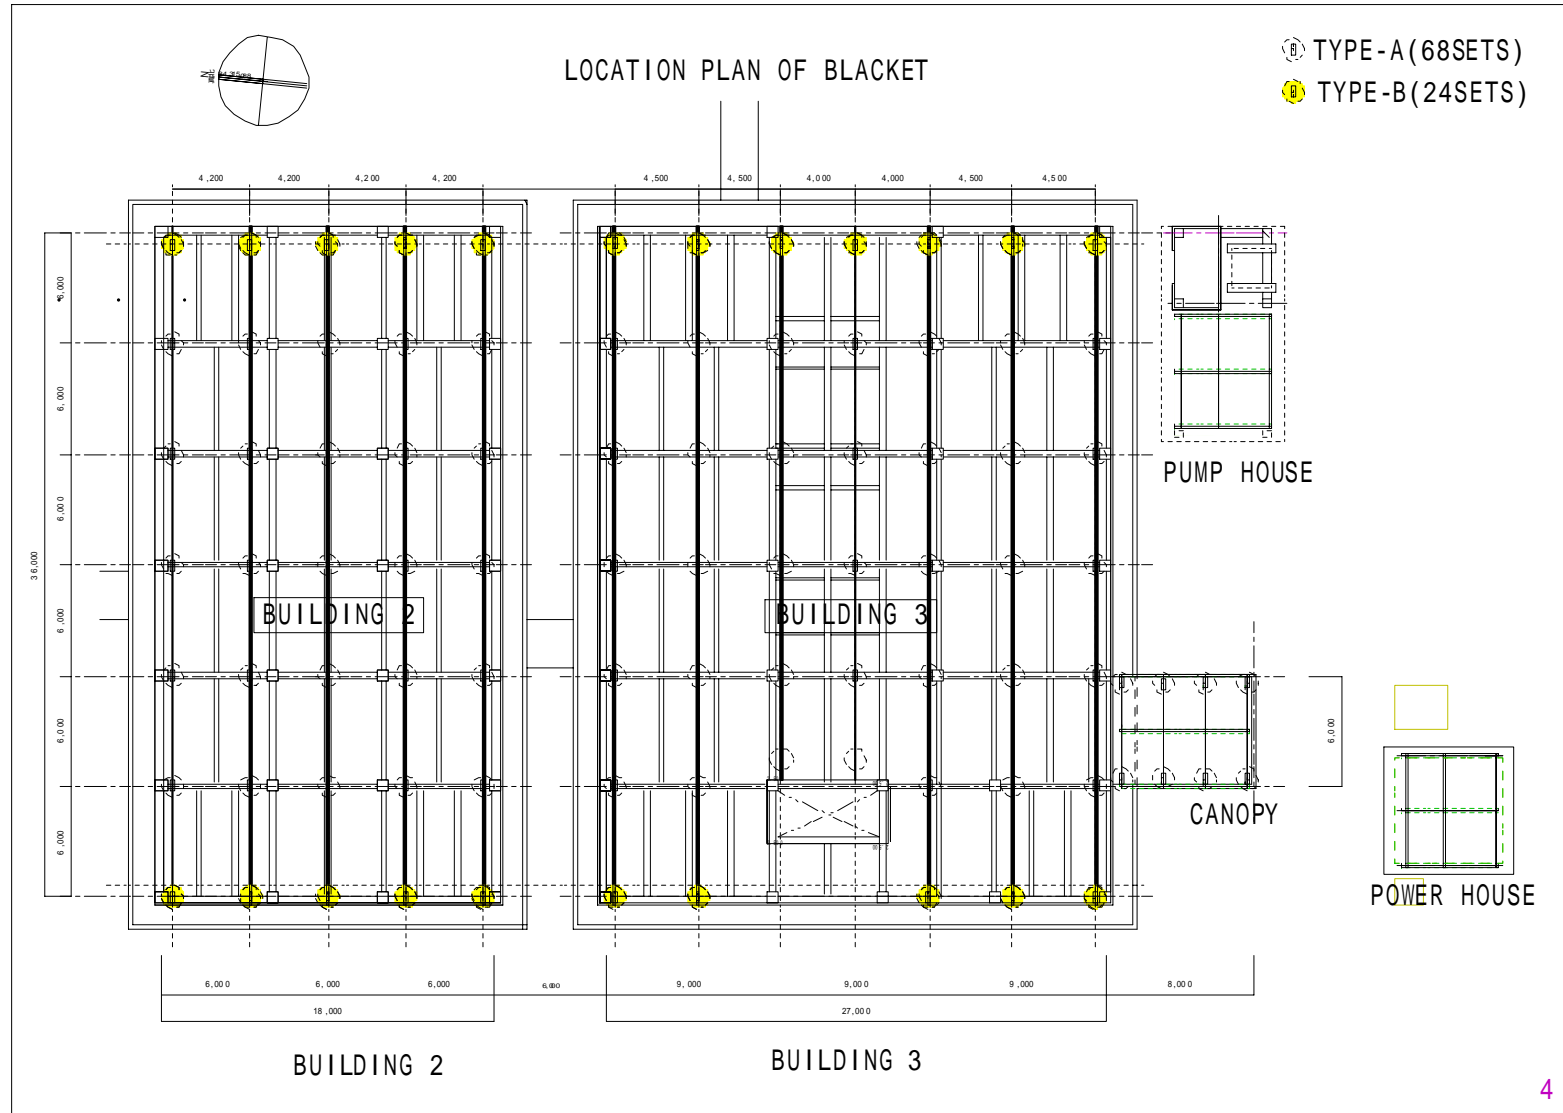 TYPE-A(68SETS)
LOCATION PLAN OF BLACKET
TYPE-B(24SETS)
N
4,200 4,200 4,200 4,200 4,500 4,500 4,000 4,000 4,500 4,500
6,000
6,000
PUMP HOUSE
6,000
36,000
BUILDING 2 BUILDING 3
6,000
6,000 6,000
CANOPY
6,000
POWER HOUSE
6,000 6,000 6,000 6,000 9,000 9,000 9,000 8,000
18,000 27,000
BUILDING 2 BUILDING 3
4